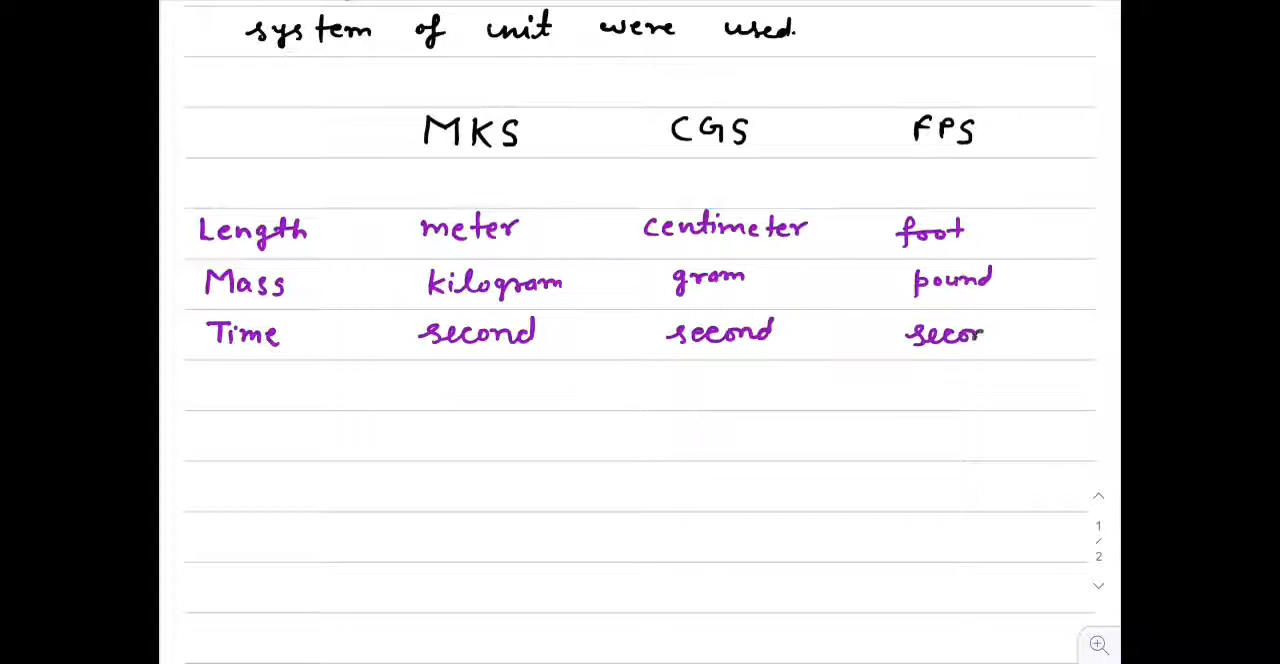 system of unit were used.
MKS CGS FPS
Length meter centimeter foot
Mass kilogram gram pound
Time second second secon
1
/
2